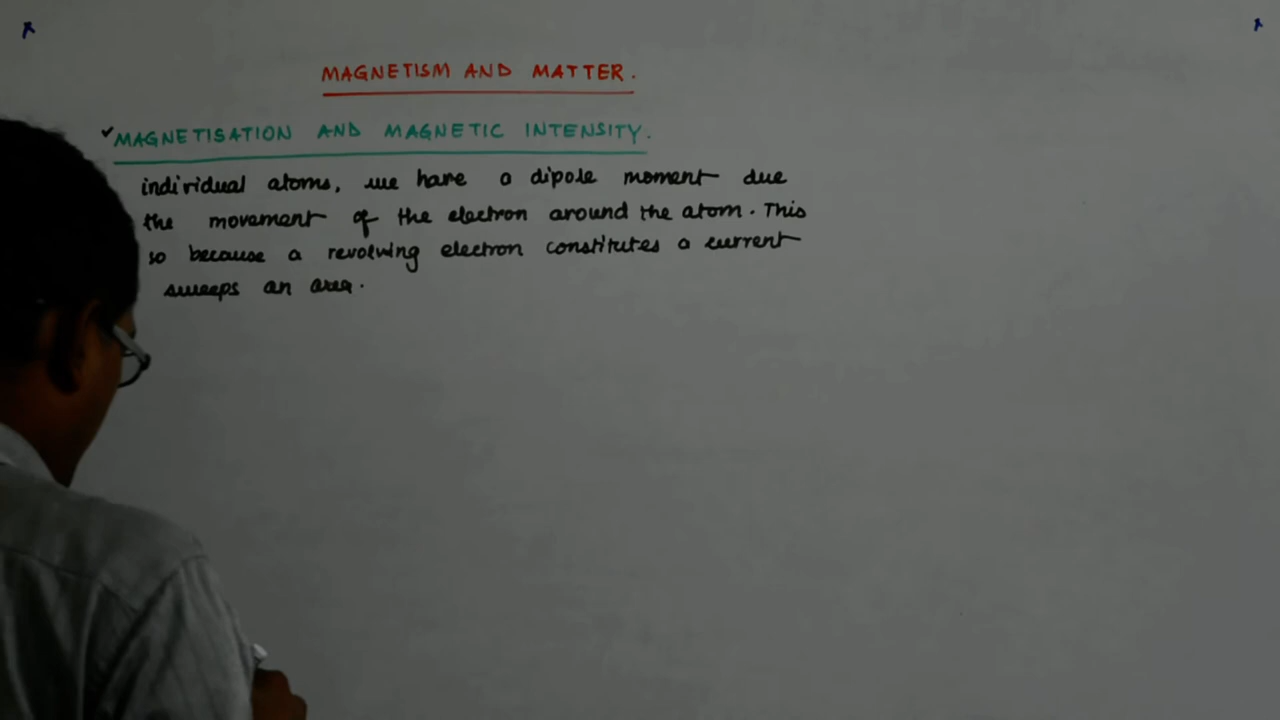 MAGNETISM AND MATTER.
MAGNETISATION AND MAGNETIC INTENSITY.
individual atoms, we have a dipole moment due
the movement of the electron around the atom. This
so because a revolving electron constitutes a current
sweeps an area.